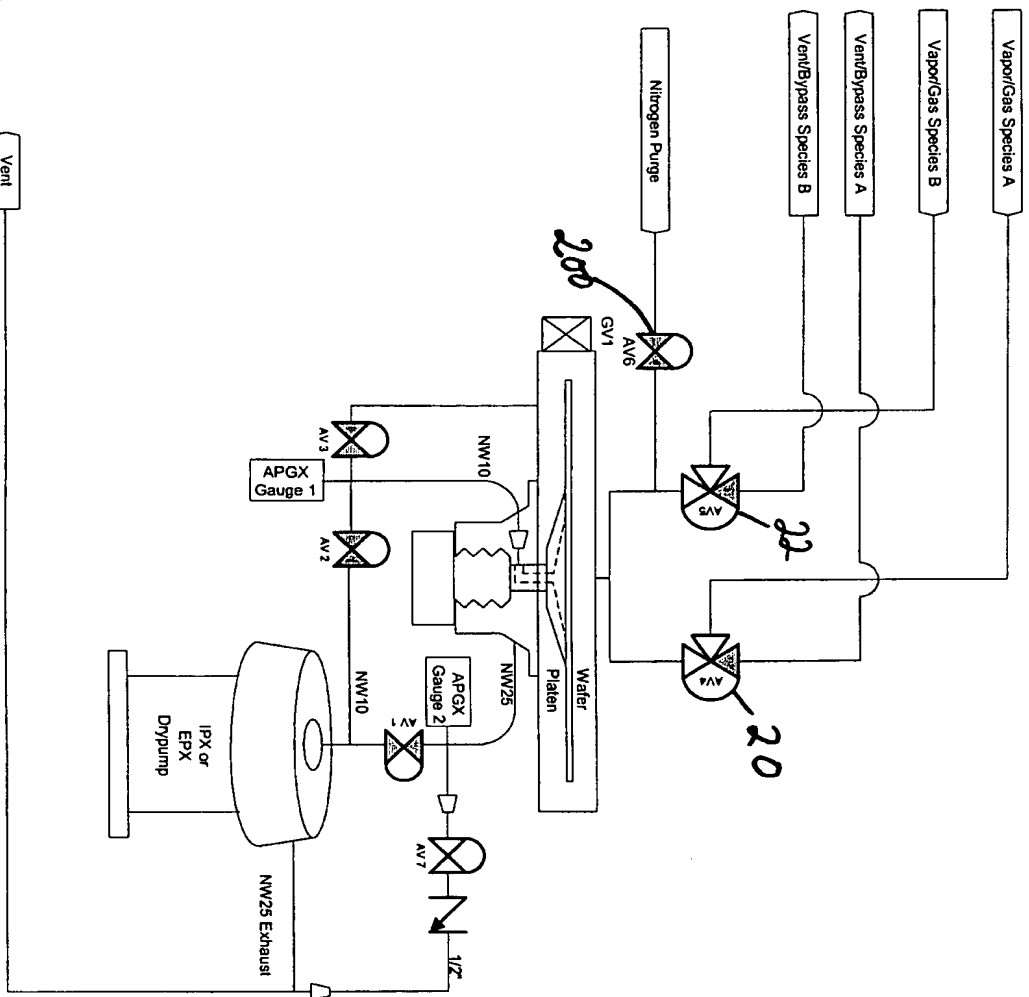 Vapor/Gas Species A
Vapor/Gas Species B
Vent/Bypass Species A
Vent/Bypass Species B
Nitrogen Purge
200
GV1
AV6
AV5
22
AV4
20
AV3
APGX
Gauge 1
NW10
AV2
NW10
Wafer
Platen
NW25
APGX
Gauge 2
AV1
AV7
1/2"
IPX or
EPX
Drypump
NW25 Exhaust
Vent